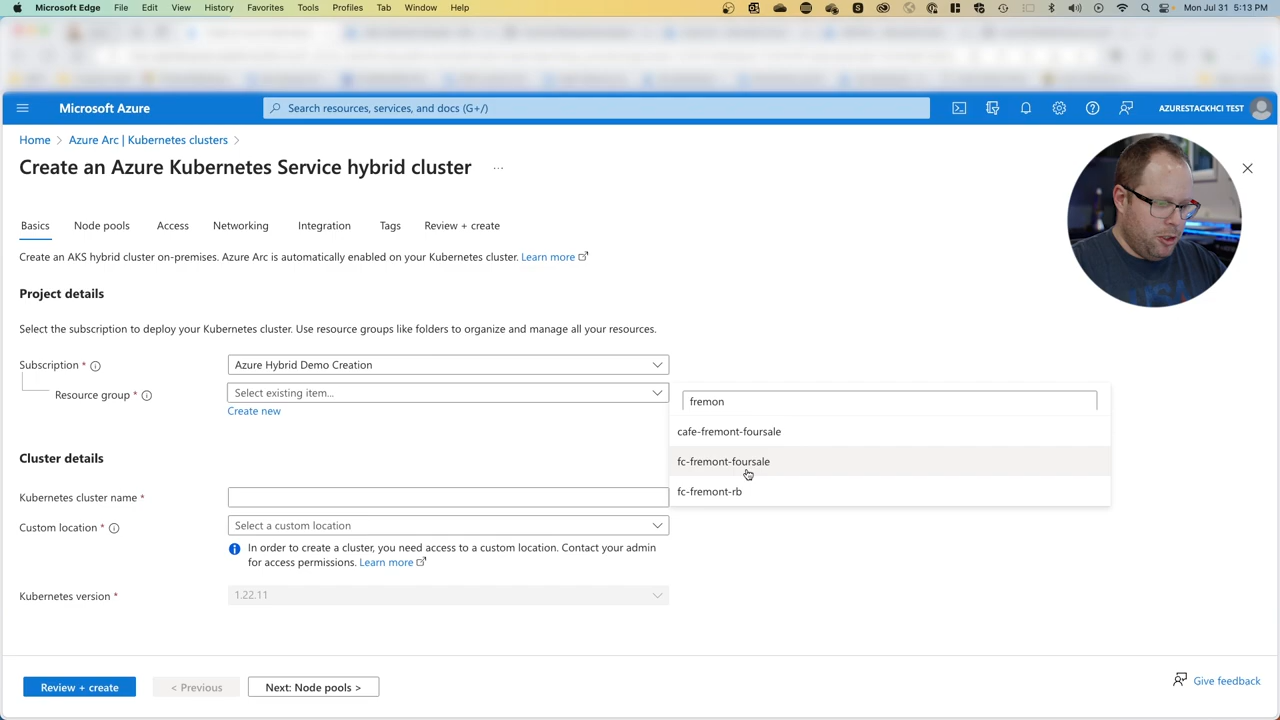 Microsoft Edge File Edit View History Favorites Tools Profiles Tab Window Help Mon Jul 31 5:13 PM
Microsoft Azure
Search resources, services, and docs (G+/)
AZURESTACKHCI TEST
Home > Azure Arc | Kubernetes clusters >
Create an Azure Kubernetes Service hybrid cluster ...
Basics Node pools Access Networking Integration Tags Review + create
Create an AKS hybrid cluster on-premises. Azure Arc is automatically enabled on your Kubernetes cluster. Learn more
Project details
Select the subscription to deploy your Kubernetes cluster. Use resource groups like folders to organize and manage all your resources.
Subscription * Azure Hybrid Demo Creation
Resource group * Select existing item...
Create new
fremon
cafe-fremont-foursale
fc-fremont-foursale
fc-fremont-rb
Cluster details
Kubernetes cluster name *
Custom location * Select a custom location
In order to create a cluster, you need access to a custom location. Contact your admin
for access permissions. Learn more
Kubernetes version * 1.22.11
Review + create < Previous Next: Node pools >
Give feedback